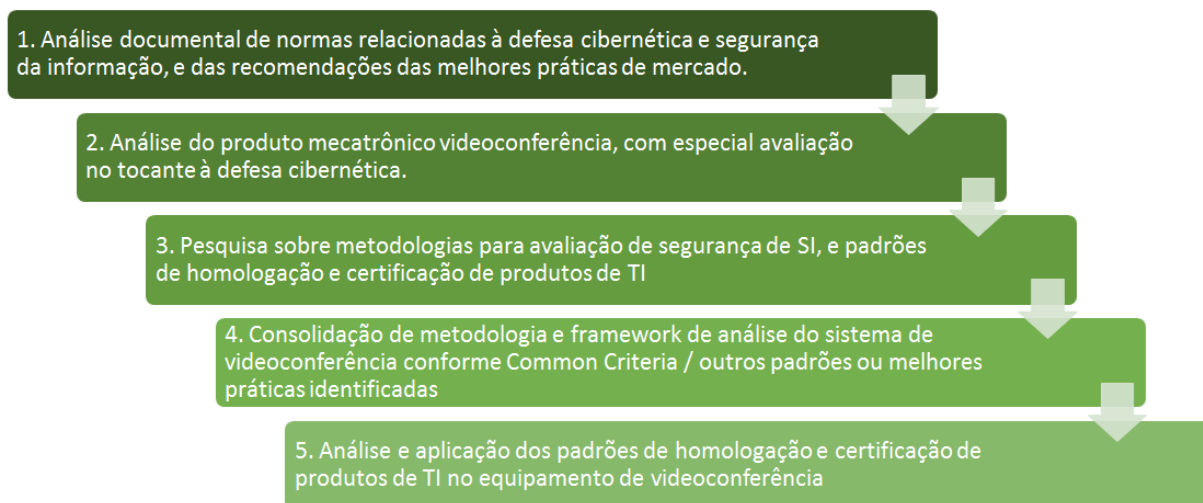 1. Análise documental de normas relacionadas à defesa cibernética e segurança
da informação, e das recomendações das melhores práticas de mercado.
2. Análise do produto mecatrônico videoconferência, com especial avaliação
no tocante à defesa cibernética.
3. Pesquisa sobre metodologias para avaliação de segurança de SI, e padrões
de homologação e certificação de produtos de TI
4. Consolidação de metodologia e framework de análise do sistema de
videoconferência conforme Common Criteria / outros padrões ou melhores
práticas identificadas
5. Análise e aplicação dos padrões de homologação e certificação de
produtos de TI no equipamento de videoconferência